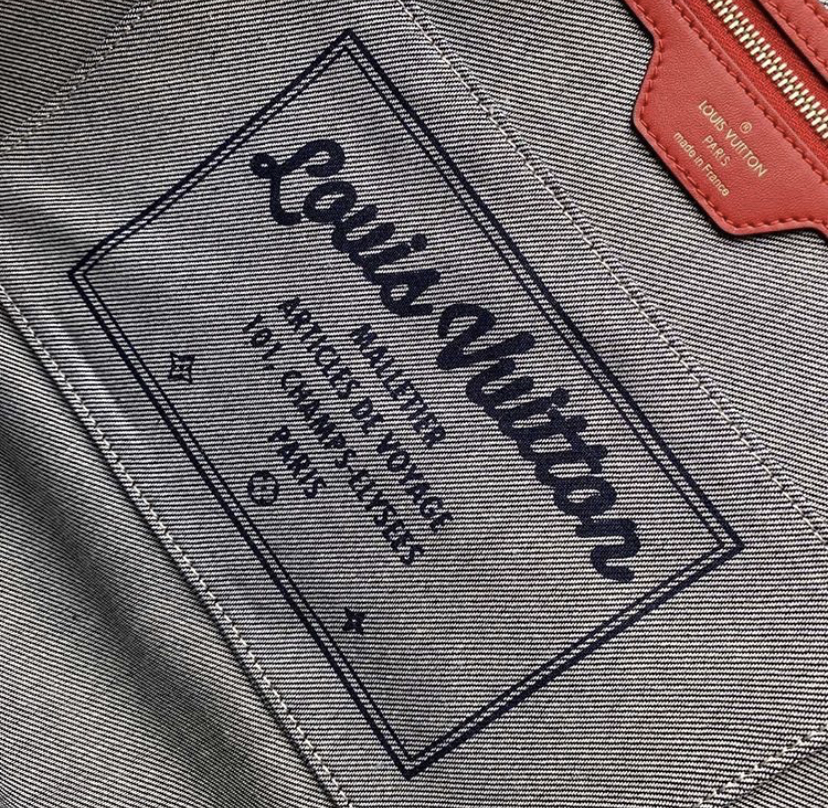 Louis Vuitton
MALLETIER
ARTICLES DE VOYAGE
101, CHAMPS-ELYSEES
PARIS
®
LOUIS VUITTON
PARIS
made in France